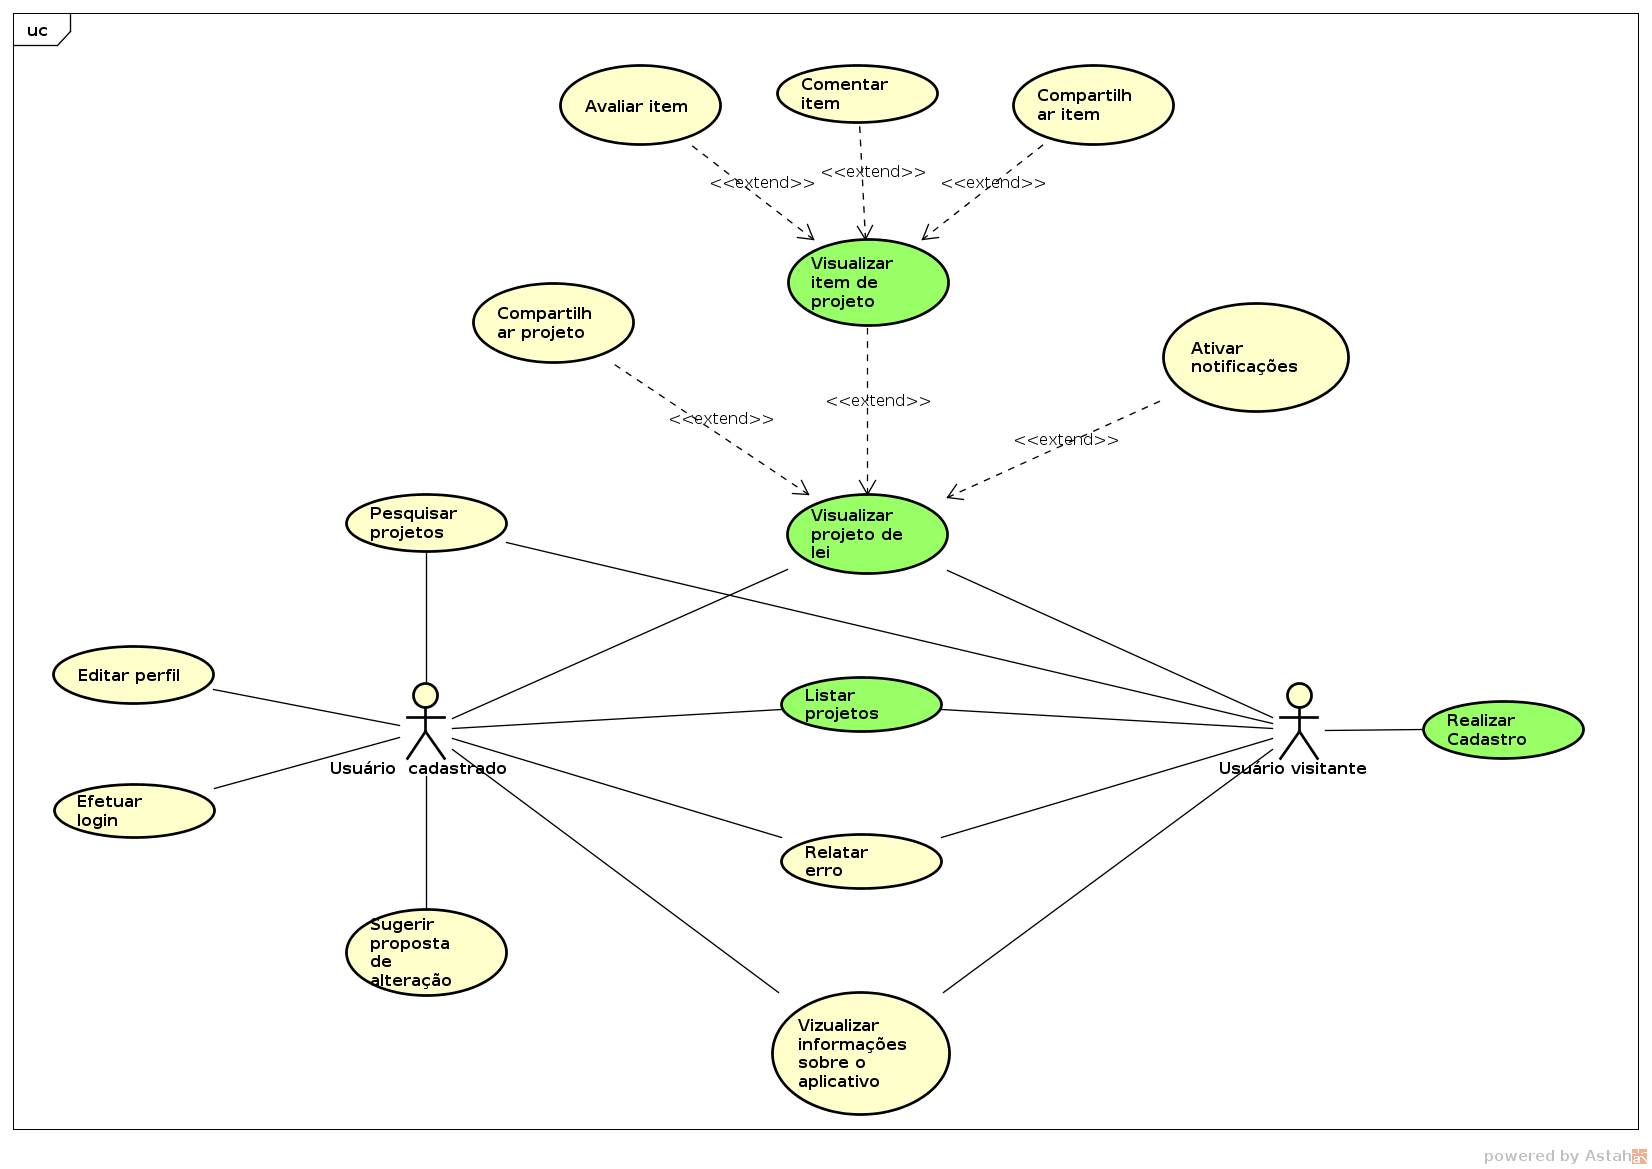 uc
Avaliar item
Comentar
item
Compartilh
ar item
<<extend>>
<<extend>>
<<extend>>
Visualizar
item de
projeto
Compartilh
ar projeto
Ativar
notificações
<<extend>>
<<extend>>
<<extend>>
Pesquisar
projetos
Visualizar
projeto de
lei
Editar perfil
Listar
projetos
Realizar
Cadastro
Usuário  cadastrado
Usuário visitante
Efetuar
login
Relatar
erro
Sugerir
proposta
de
alteração
Vizualizar
informações
sobre o
aplicativo
powered by Astah